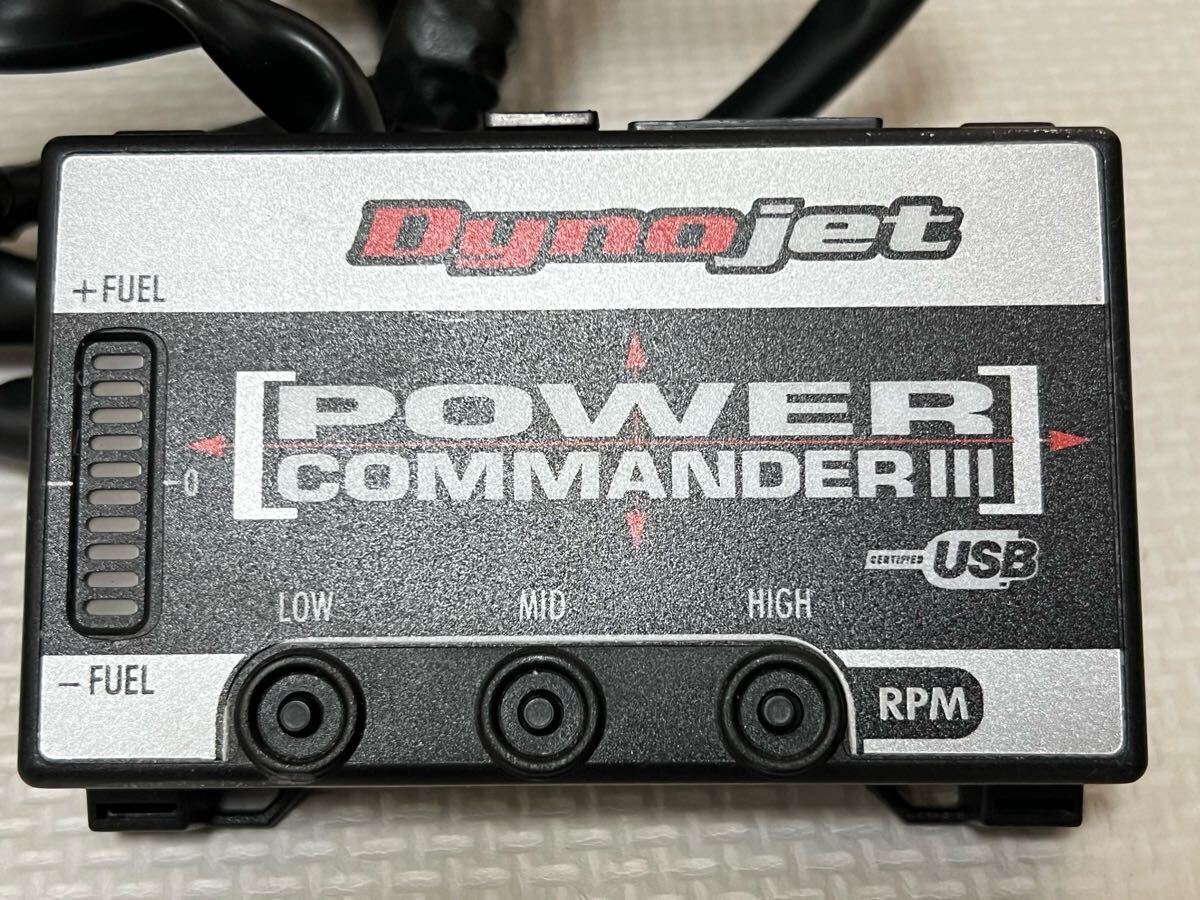 Dynojet
+ FUEL
[POWER
COMMANDER III]
0
CERTIFIED USB
LOW MID HIGH
- FUEL
RPM